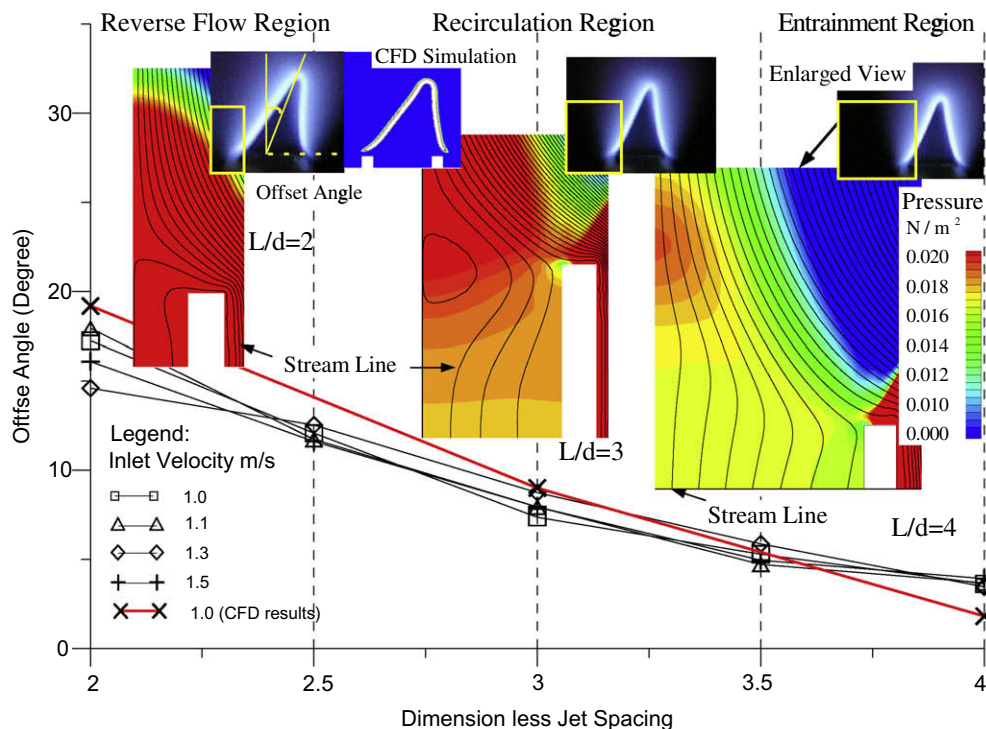 Reverse Flow Region
Recirculation Region
Entrainment Region
CFD Simulation
Enlarged View
Offset Angle
L/d=2
Stream Line
L/d=3
Stream Line
L/d=4
Pressure
N / m²
0.020
0.018
0.016
0.014
0.012
0.010
0.000
Offfse Angle (Degree)
30
20
10
0
Legend:
Inlet Velocity m/s
1.0
1.1
1.3
1.5
1.0 (CFD results)
2
2.5
3
3.5
4
Dimension less Jet Spacing